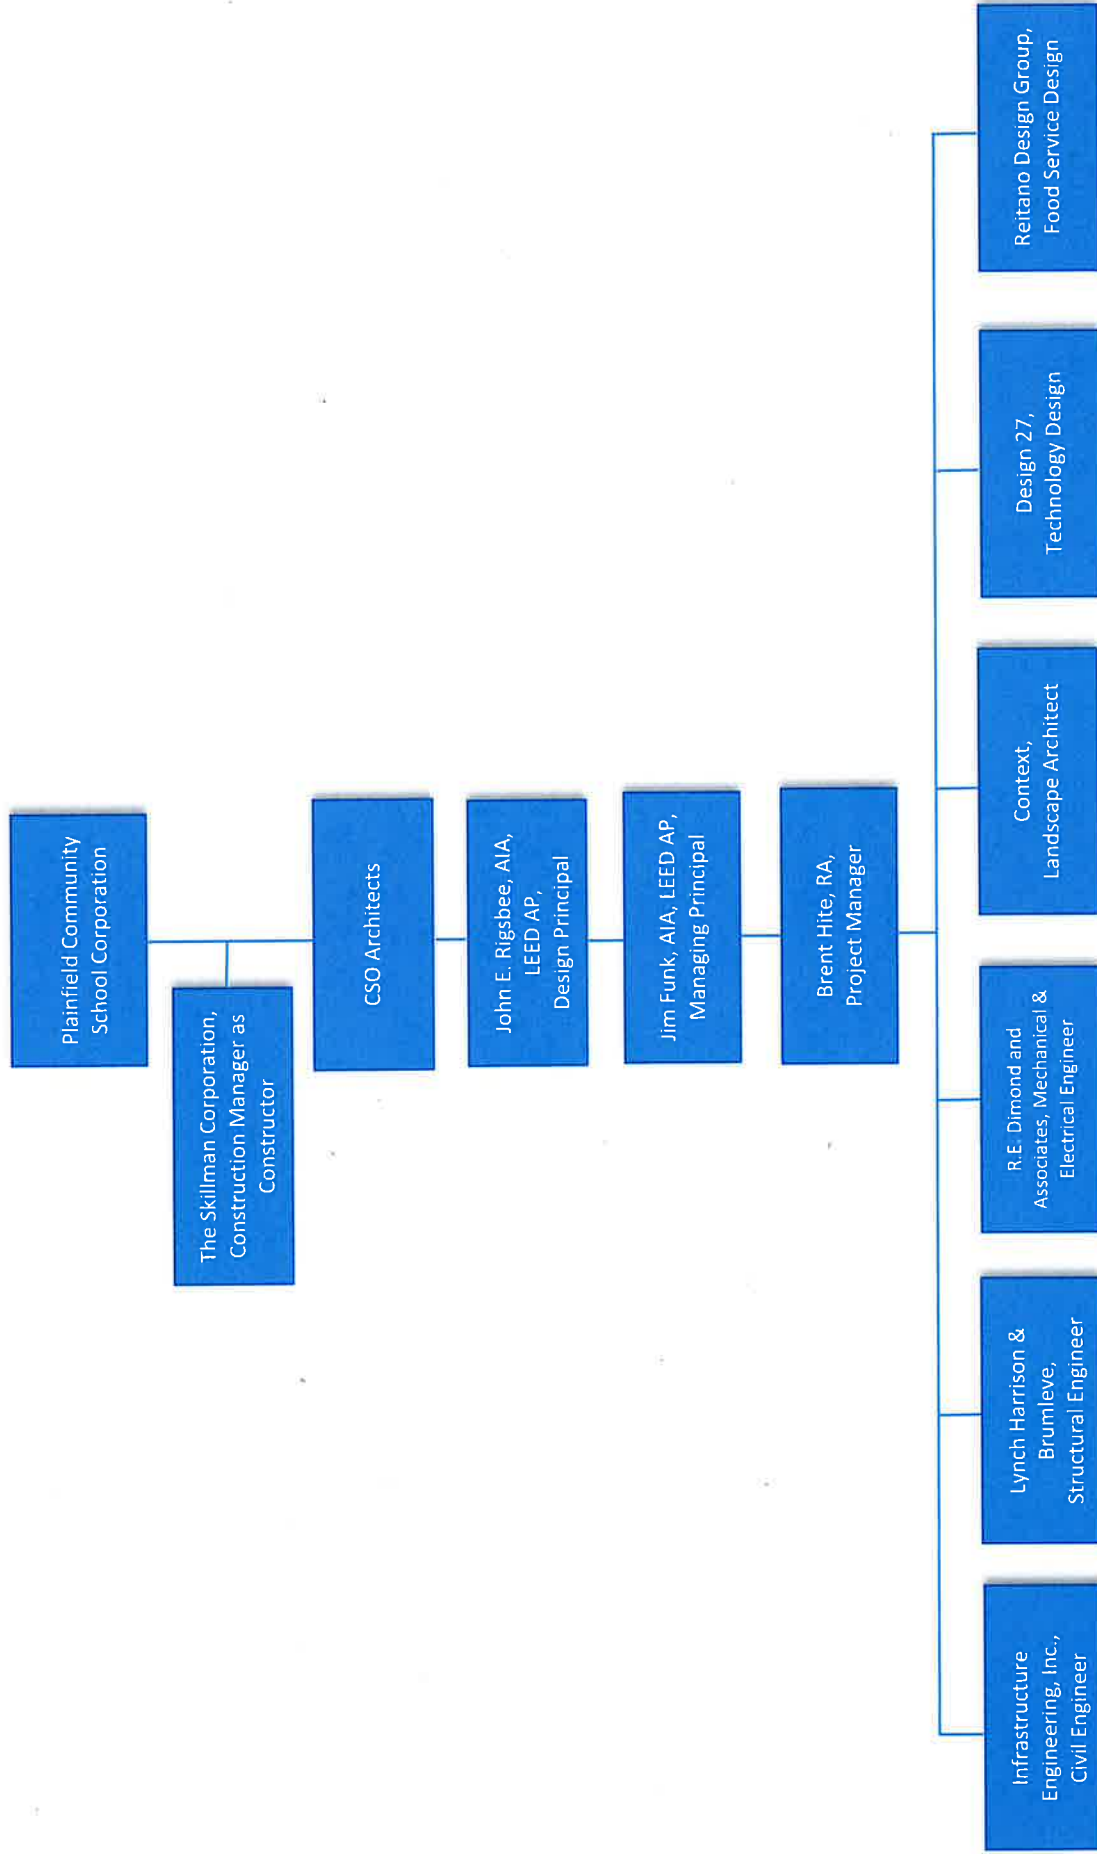 Plainfield Community
School Corporation
The Skillman Corporation,
Construction Manager as
Constructor
CSO Architects
John E. Rigsbee, AIA,
LEED AP,
Design Principal
Jim Funk, AIA, LEED AP,
Managing Principal
Brent Hite, RA,
Project Manager
Infrastructure
Engineering, Inc.,
Civil Engineer
Lynch Harrison &
Brumleve,
Structural Engineer
R.E. Dimond and
Associates, Mechanical &
Electrical Engineer
Context,
Landscape Architect
Design 27,
Technology Design
Reitano Design Group,
Food Service Design